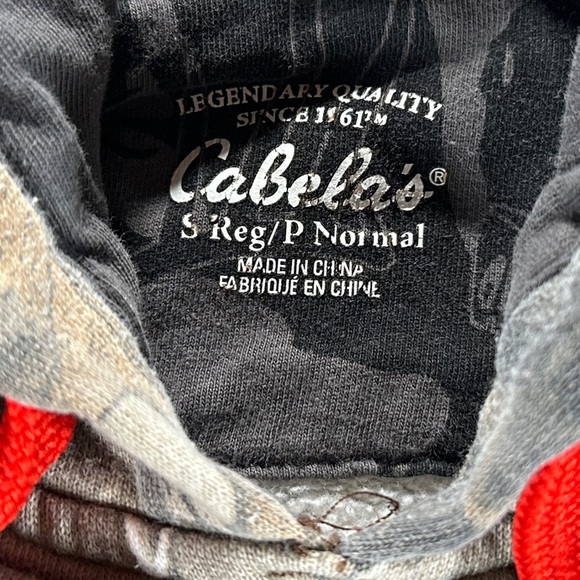 LEGENDARY QUALITY
SINCE 1961™
Cabela's®
S Reg/P Normal
MADE IN CHINA
FABRIQUÉ EN CHINE